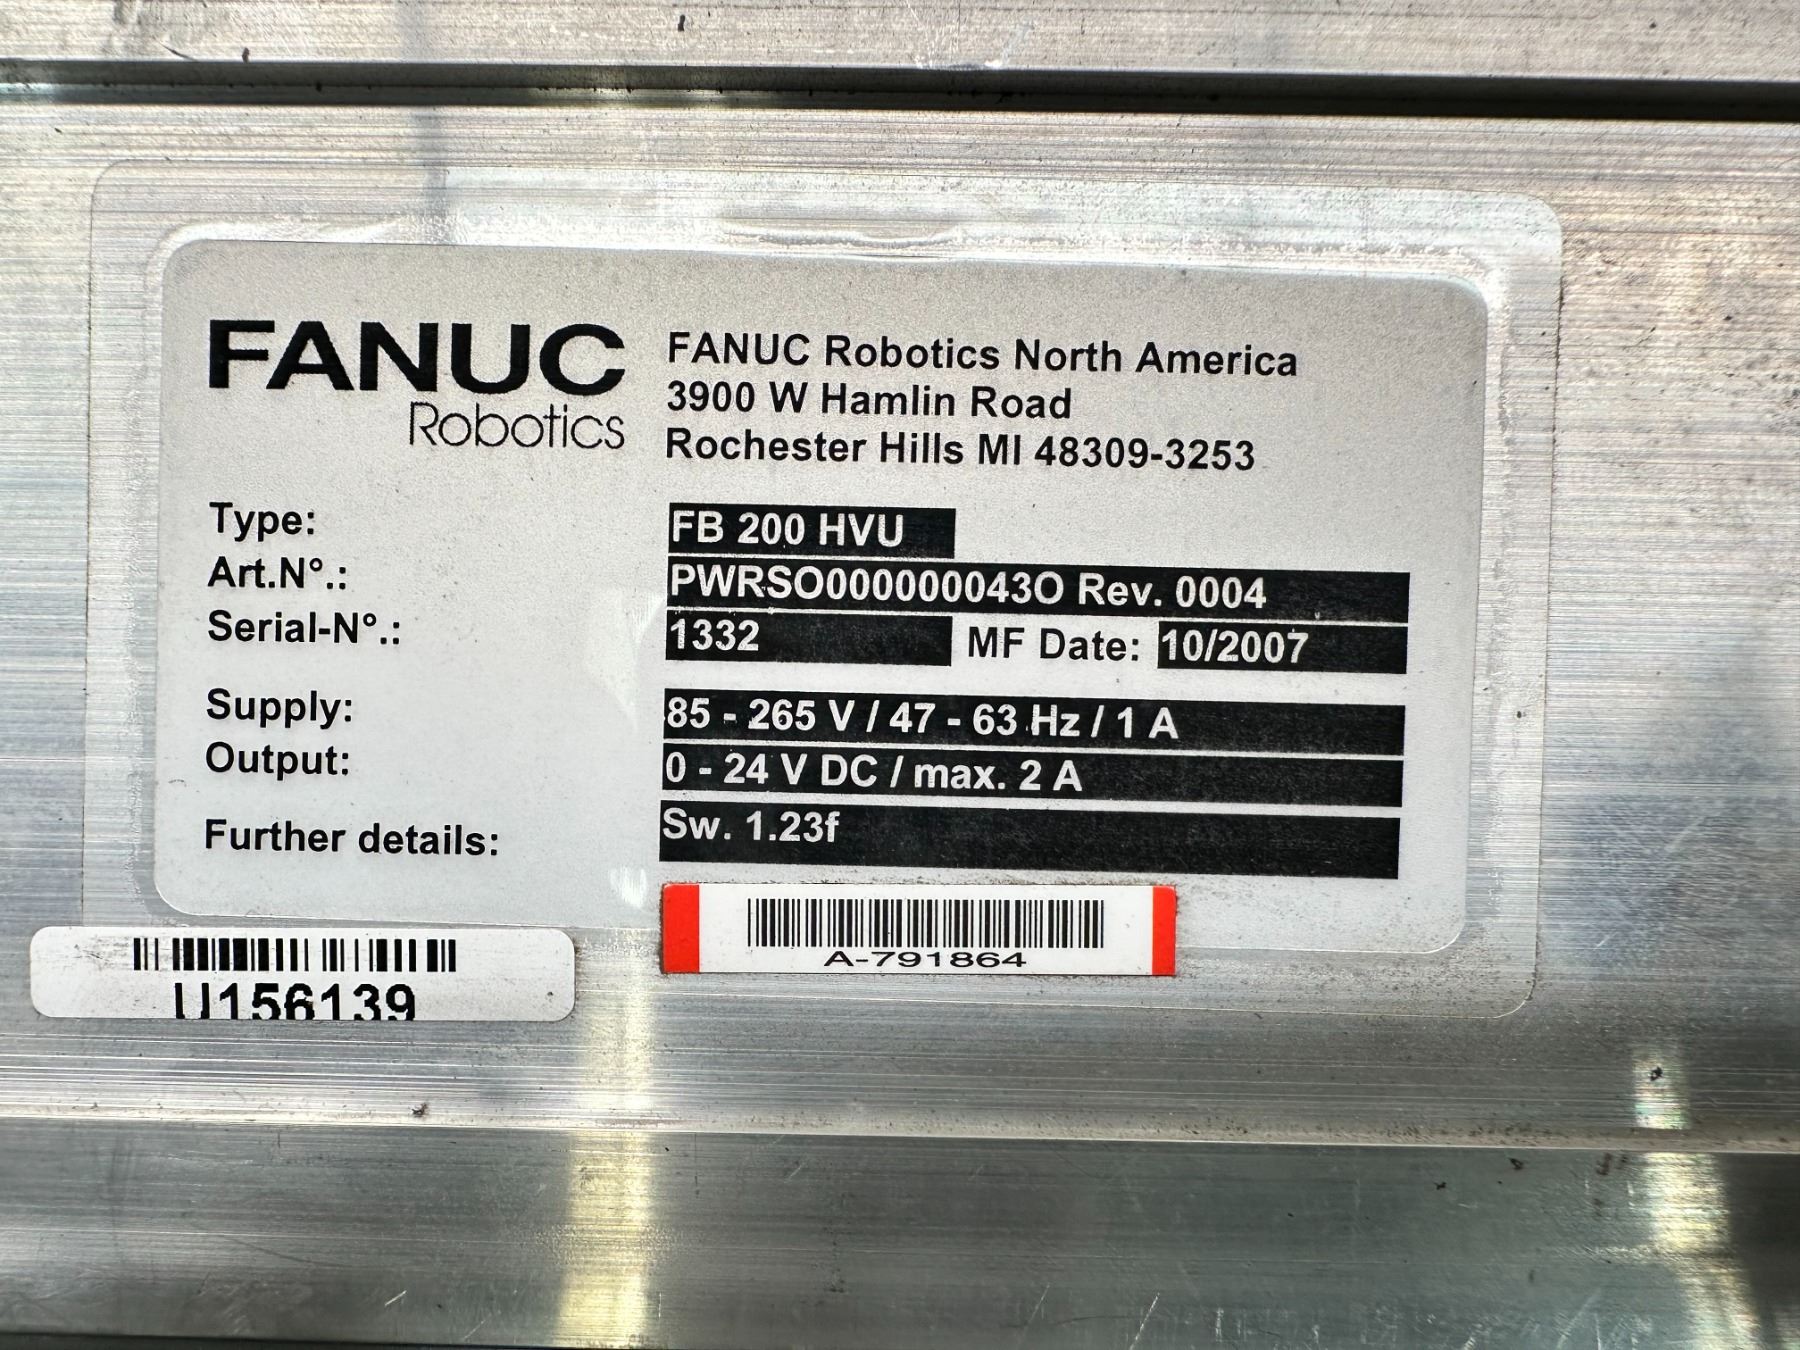 FANUC
Robotics
FANUC Robotics North America
3900 W Hamlin Road
Rochester Hills MI 48309-3253
Type: FB 200 HVU
Art.N°.: PWRSO000000043O Rev. 0004
Serial-N°.: 1332 MF Date: 10/2007
Supply: 85 - 265 V / 47 - 63 Hz / 1 A
Output: 0 - 24 V DC / max. 2 A
Further details: Sw. 1.23f
A-791864
U156139